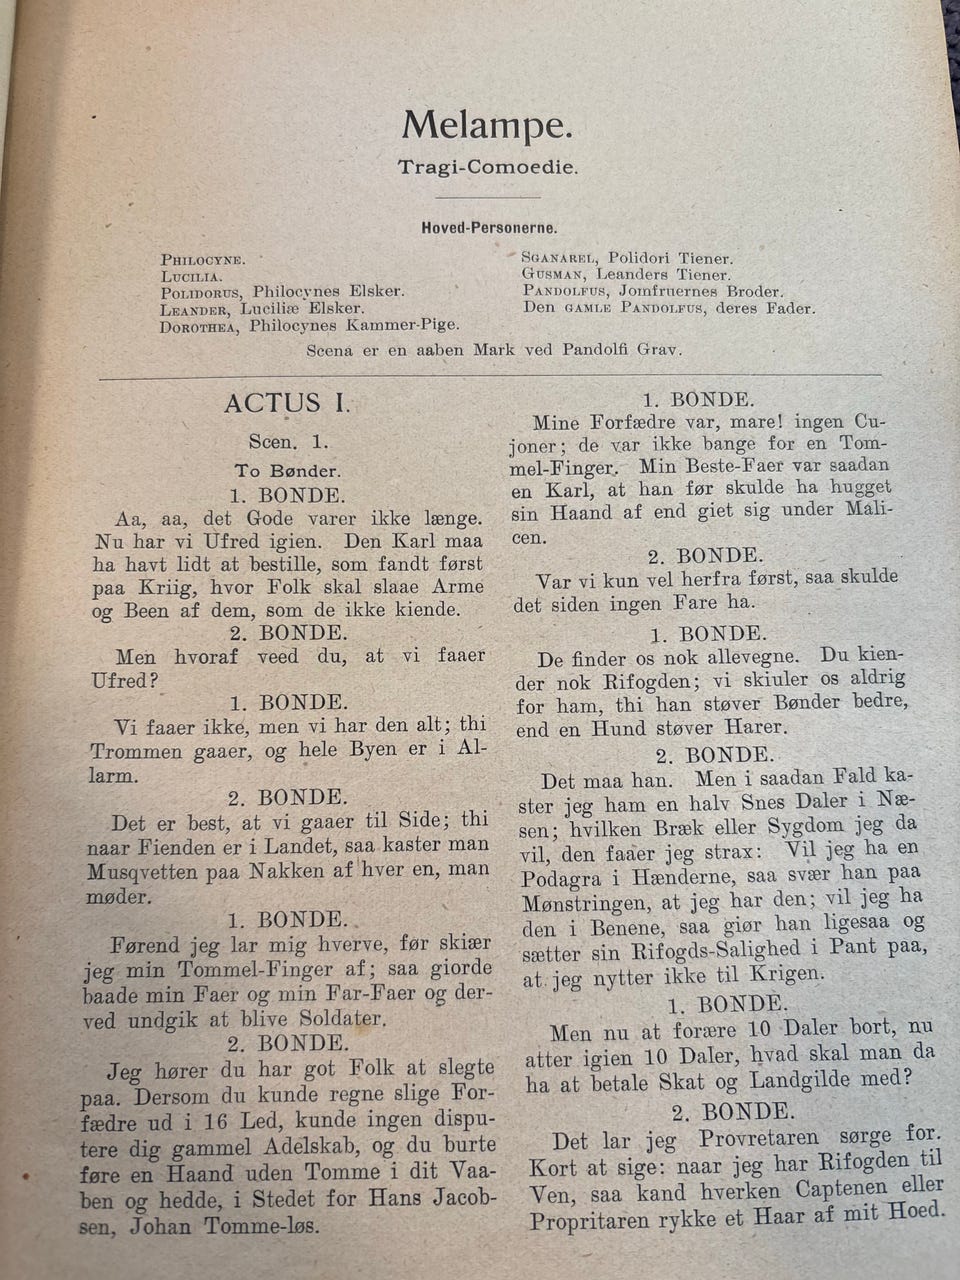 Melampe.
Tragi-Comoedie.
Hoved-Personerne.
PHILOCYNE.
LUCILIA.
POLIDORUS, Philocynes Elsker.
LEANDER, Luciliæ Elsker.
DOROTHEA, Philocynes Kammer-Pige.
SGANAREL, Polidori Tiener.
GUSMAN, Leanders Tiener.
PANDOLFUS, Jomfruernes Broder.
Den GAMLE PANDOLFUS, deres Fader.
Scena er en aaben Mark ved Pandolfi Grav.
ACTUS I.
Scen. 1.
To Bønder.
1. BONDE.
Aa, aa, det Gode varer ikke længe.
Nu har vi Ufred igien. Den Karl maa
ha havt lidt at bestille, som fandt først
paa Kriig, hvor Folk skal slaae Arme
og Been af dem, som de ikke kiende.
2. BONDE.
Men hvoraf veed du, at vi faaer
Ufred?
1. BONDE.
Vi faaer ikke, men vi har den alt; thi
Trommen gaaer, og hele Byen er i Al-
larm.
2. BONDE.
Det er best, at vi gaaer til Side; thi
naar Fienden er i Landet, saa kaster man
Musqvetten paa Nakken af hver en, man
møder.
1. BONDE.
Førend jeg lar mig hverve, før skiær
jeg min Tommel-Finger af; saa giorde
baade min Faer og min Far-Faer og der-
ved undgik at blive Soldater.
2. BONDE.
Jeg hører du har got Folk at slegte
paa. Dersom du kunde regne slige For-
fædre ud i 16 Led, kunde ingen dispu-
tere dig gammel Adelskab, og du burte
føre en Haand uden Tomme i dit Vaa-
ben og hedde, i Stedet for Hans Jacob-
sen, Johan Tomme-løs.
1. BONDE.
Mine Forfædre var, mare! ingen Cu-
joner; de var ikke bange for en Tom-
mel-Finger. Min Beste-Faer var saadan
en Karl, at han før skulde ha hugget
sin Haand af end giet sig under Mali-
cen.
2. BONDE.
Var vi kun vel herfra først, saa skulde
det siden ingen Fare ha.
1. BONDE.
De finder os nok allevegne. Du kien-
der nok Rifogden; vi skiuler os aldrig
for ham, thi han støver Bønder bedre,
end en Hund støver Harer.
2. BONDE.
Det maa han. Men i saadan Fald ka-
ster jeg ham en halv Snes Daler i Næ-
sen; hvilken Bræk eller Sygdom jeg da
vil, den faaer jeg strax: Vil jeg ha en
Podagra i Hænderne, saa svær han paa
Mønstringen, at jeg har den; vil jeg ha
den i Benene, saa giør han ligesaa og
sætter sin Rifogds-Salighed i Pant paa,
at jeg nytter ikke til Krigen.
1. BONDE.
Men nu at forære 10 Daler bort, nu
atter igien 10 Daler, hvad skal man da
ha at betale Skat og Landgilde med?
2. BONDE.
Det lar jeg Provretaren sørge for.
Kort at sige: naar jeg har Rifogden til
Ven, saa kand hverken Captenen eller
Propritaren rykke et Haar af mit Hoed.